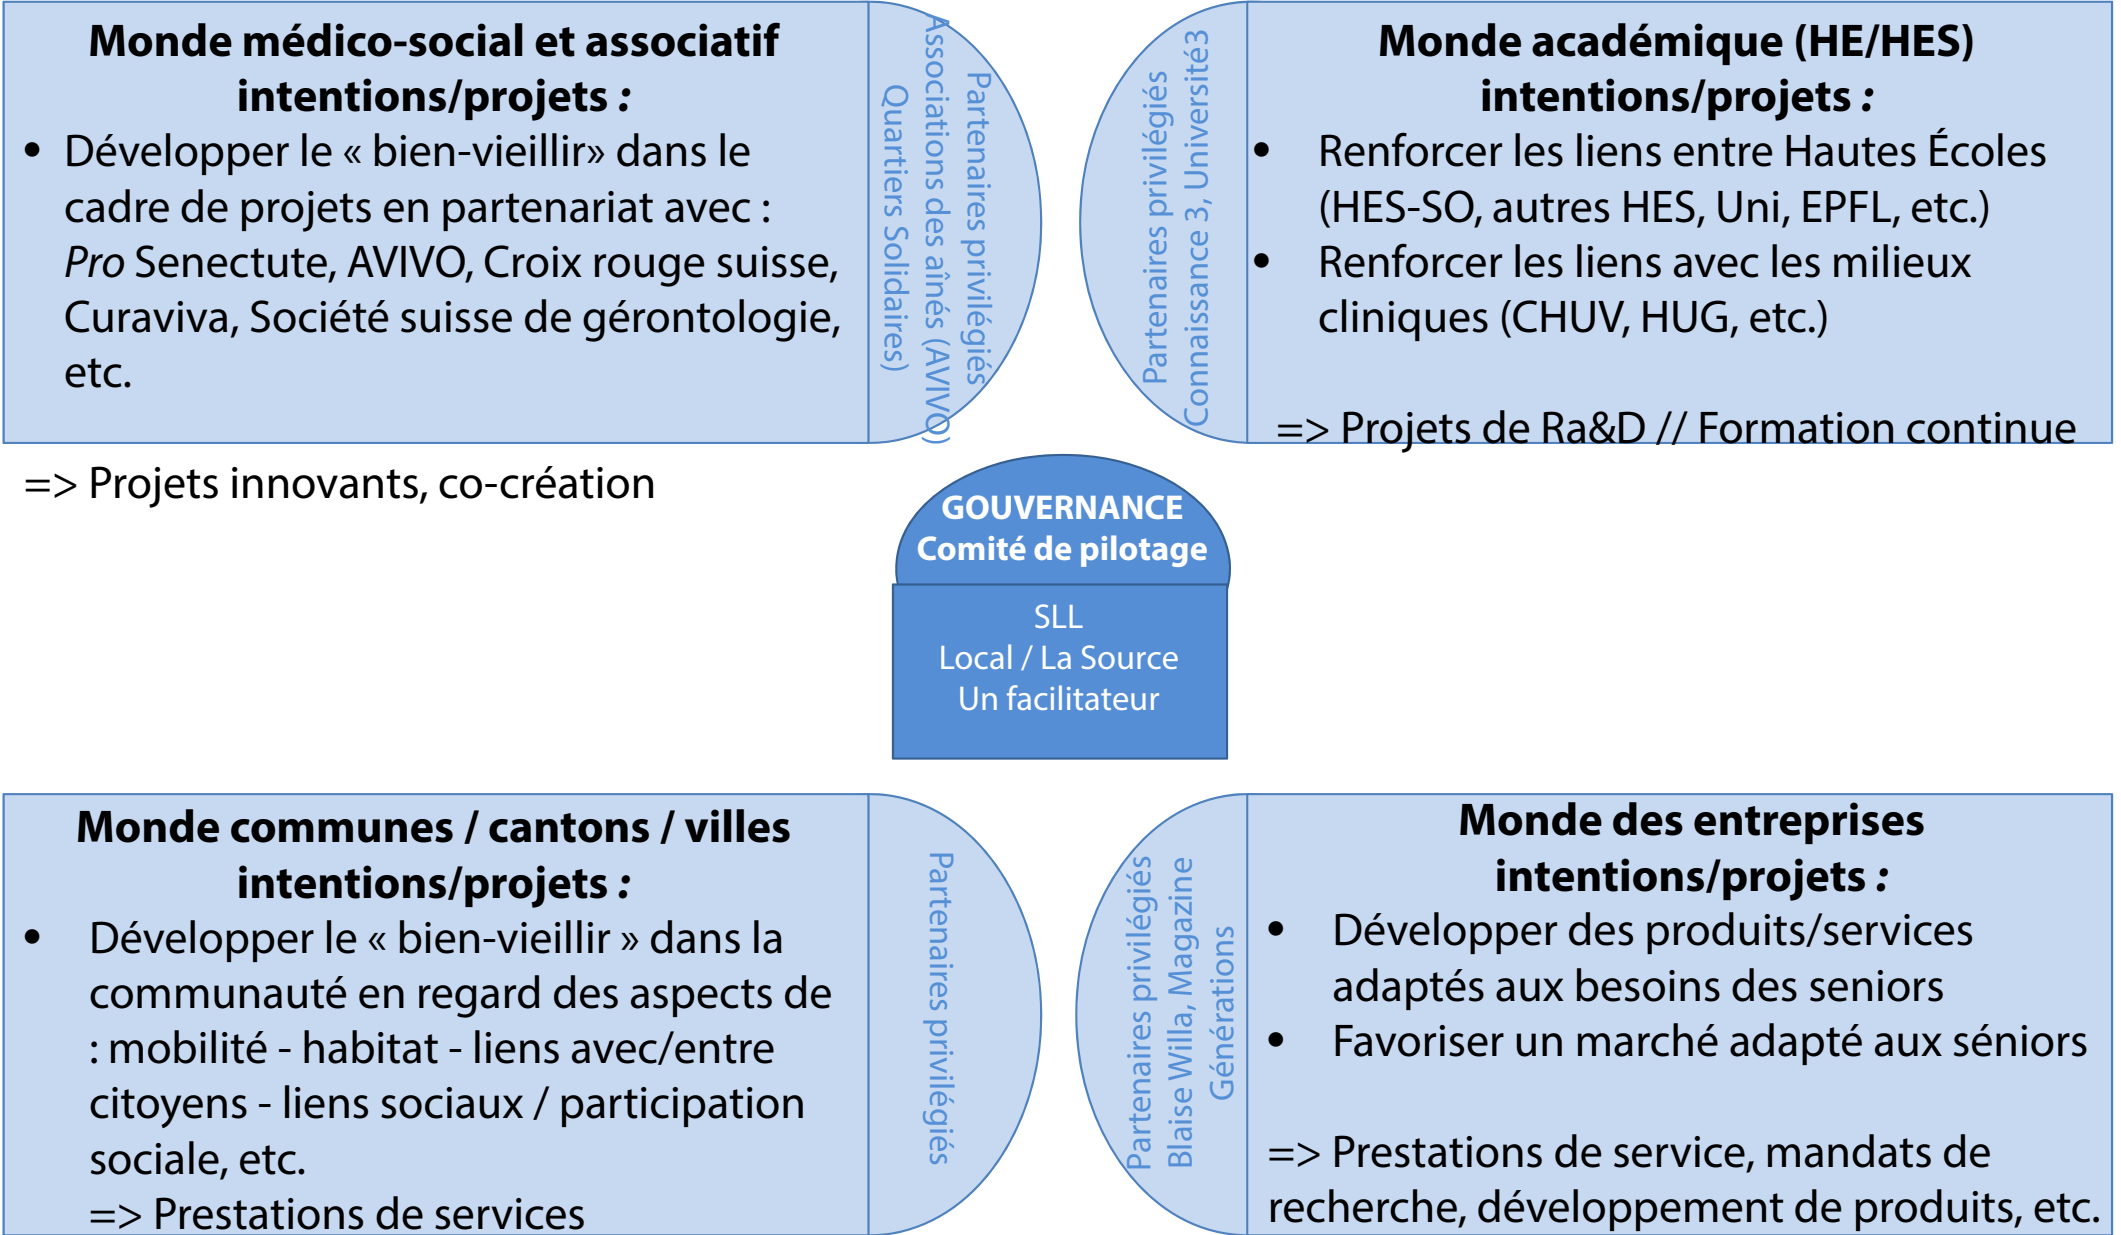 Monde médico-social et associatif
intentions/projets :
• Développer le « bien-vieillir» dans le
cadre de projets en partenariat avec :
Pro Senectute, AVIVO, Croix rouge suisse,
Curaviva, Société suisse de gérontologie,
etc.
=> Projets innovants, co-création
Partenaires privilégiés
Associations des aînés (AVIVO)
Quartiers Solidaires)
Partenaires privilégiés
Connaissance 3, Université3
Monde académique (HE/HES)
intentions/projets :
• Renforcer les liens entre Hautes Écoles
(HES-SO, autres HES, Uni, EPFL, etc.)
• Renforcer les liens avec les milieux
cliniques (CHUV, HUG, etc.)
=> Projets de Ra&D // Formation continue
GOUVERNANCE
Comité de pilotage
SLL
Local / La Source
Un facilitateur
Monde communes / cantons / villes
intentions/projets :
• Développer le « bien-vieillir » dans la
communauté en regard des aspects de
: mobilité - habitat - liens avec/entre
citoyens - liens sociaux / participation
sociale, etc.
=> Prestations de services
Partenaires privilégiés
Partenaires privilégiés
Blaise Willa, Magazine
Générations
Monde des entreprises
intentions/projets :
• Développer des produits/services
adaptés aux besoins des seniors
• Favoriser un marché adapté aux séniors
=> Prestations de service, mandats de
recherche, développement de produits, etc.